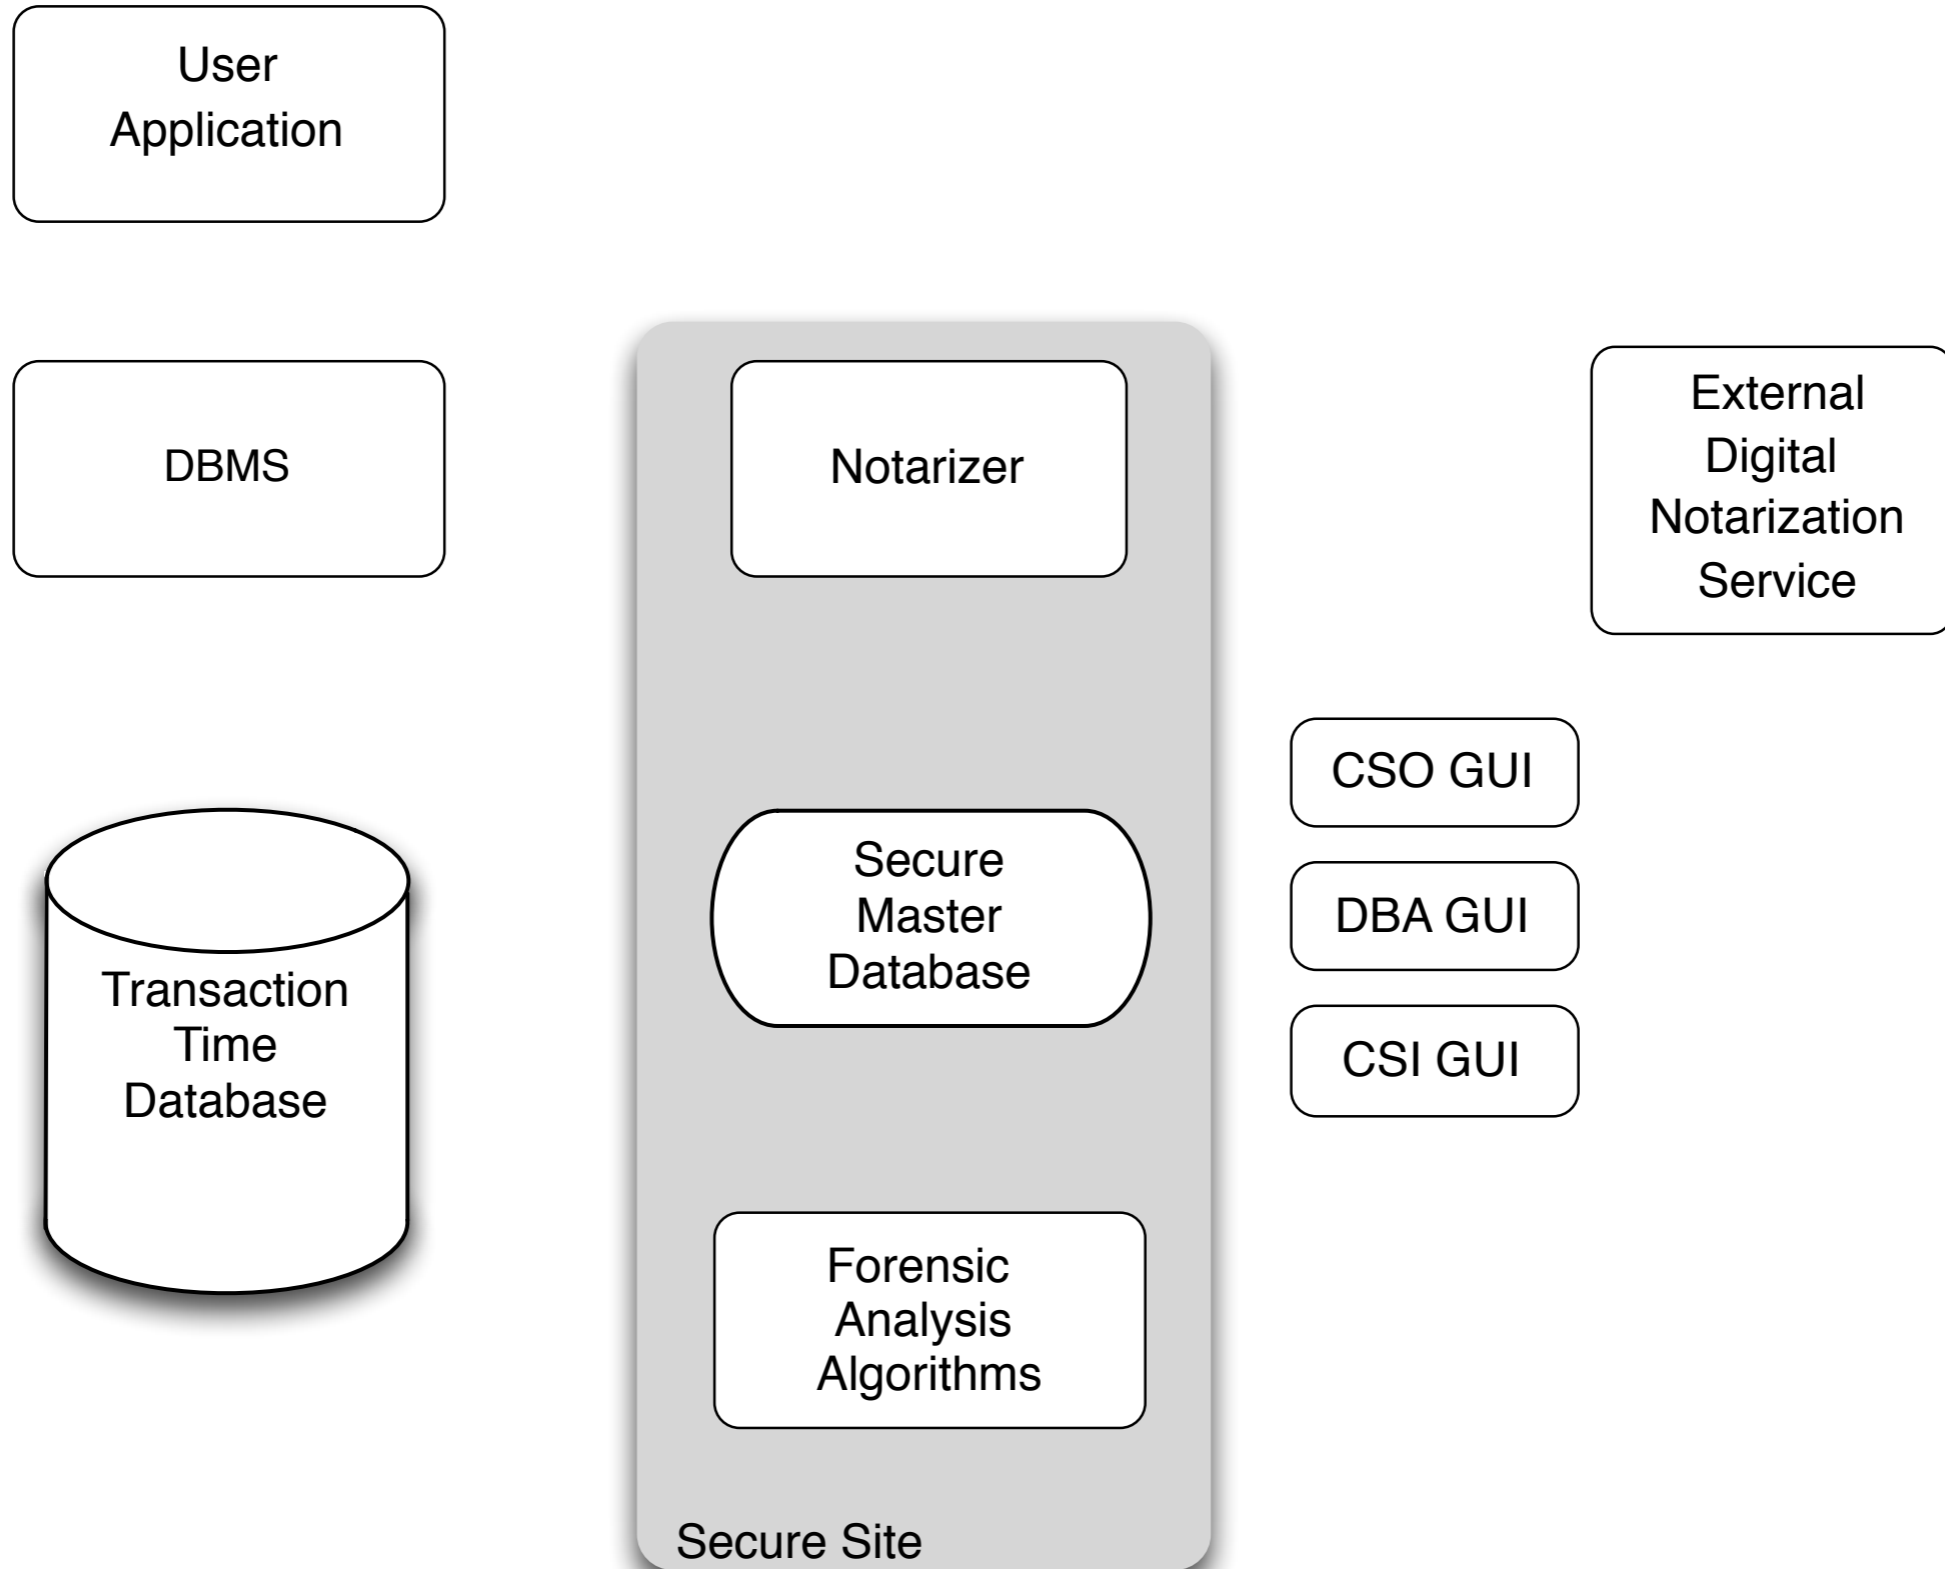 User
Application
DBMS
Notarizer
External
Digital
Notarization
Service
Transaction
Time
Database
Secure
Master
Database
CSO GUI
DBA GUI
CSI GUI
Forensic
Analysis
Algorithms
Secure Site